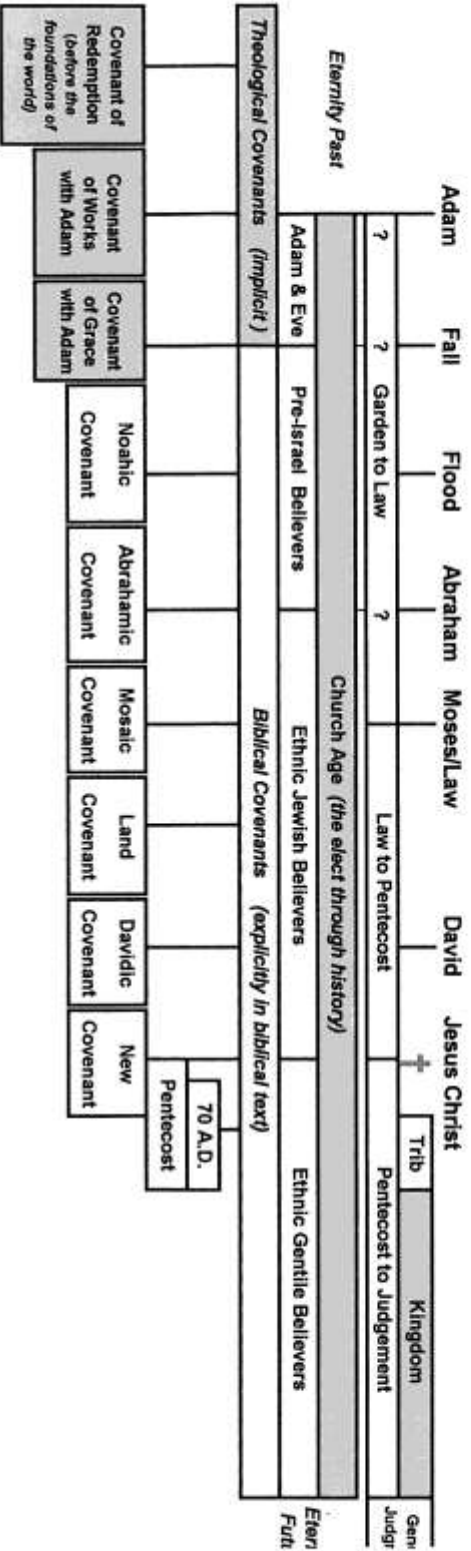 Adam
Fall
Flood
Abraham
Moses/Law
David
Jesus Christ
Trib
Kingdom
?
?
Garden to Law
?
Law to Pentecost
Pentecost to Judgement
Church Age (the elect through history)
Eternity Past
Adam & Eve
Pre-Israel Believers
Ethnic Jewish Believers
Ethnic Gentile Believers
Theological Covenants (implicit)
Biblical Covenants (explicitly in biblical text)
70 A.D.
Pentecost
Covenant of
Redemption
(before the
foundations of
the world)
Covenant
of Works
with Adam
Covenant
of Grace
with Adam
Noahic
Covenant
Abrahamic
Covenant
Mosaic
Covenant
Land
Covenant
Davidic
Covenant
New
Covenant